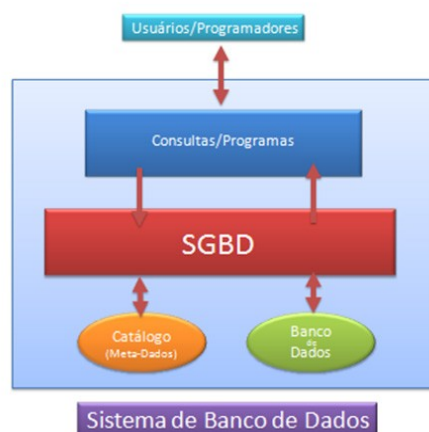 Usuários/Programadores
Consultas/Programas
SGBD
Catálogo
(Meta-Dados)
Banco
de
Dados
Sistema de Banco de Dados